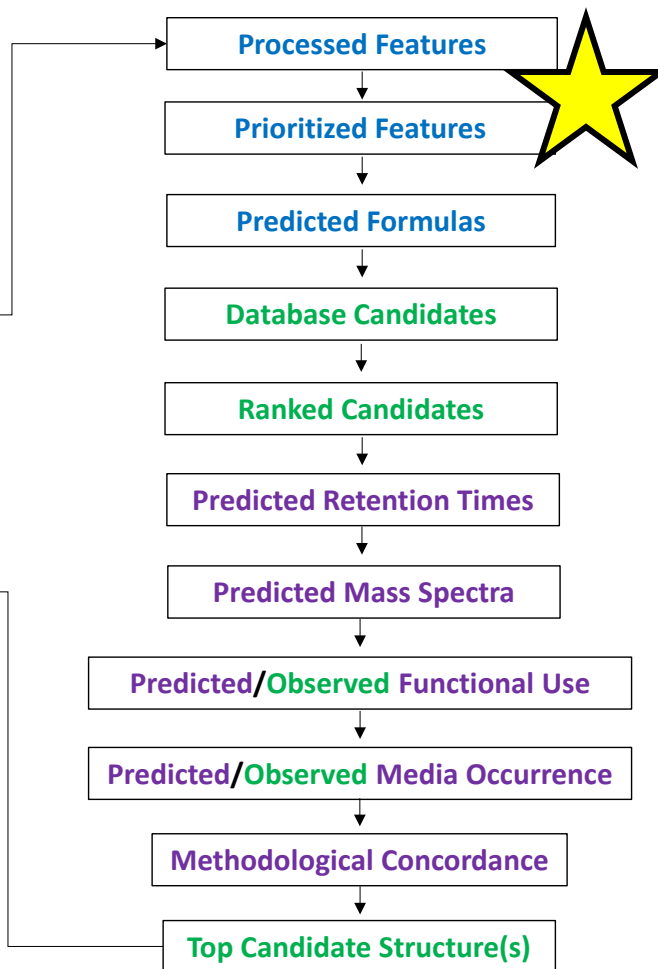 Processed Features
Prioritized Features
Predicted Formulas
Database Candidates
Ranked Candidates
Predicted Retention Times
Predicted Mass Spectra
Predicted/Observed Functional Use
Predicted/Observed Media Occurrence
Methodological Concordance
Top Candidate Structure(s)